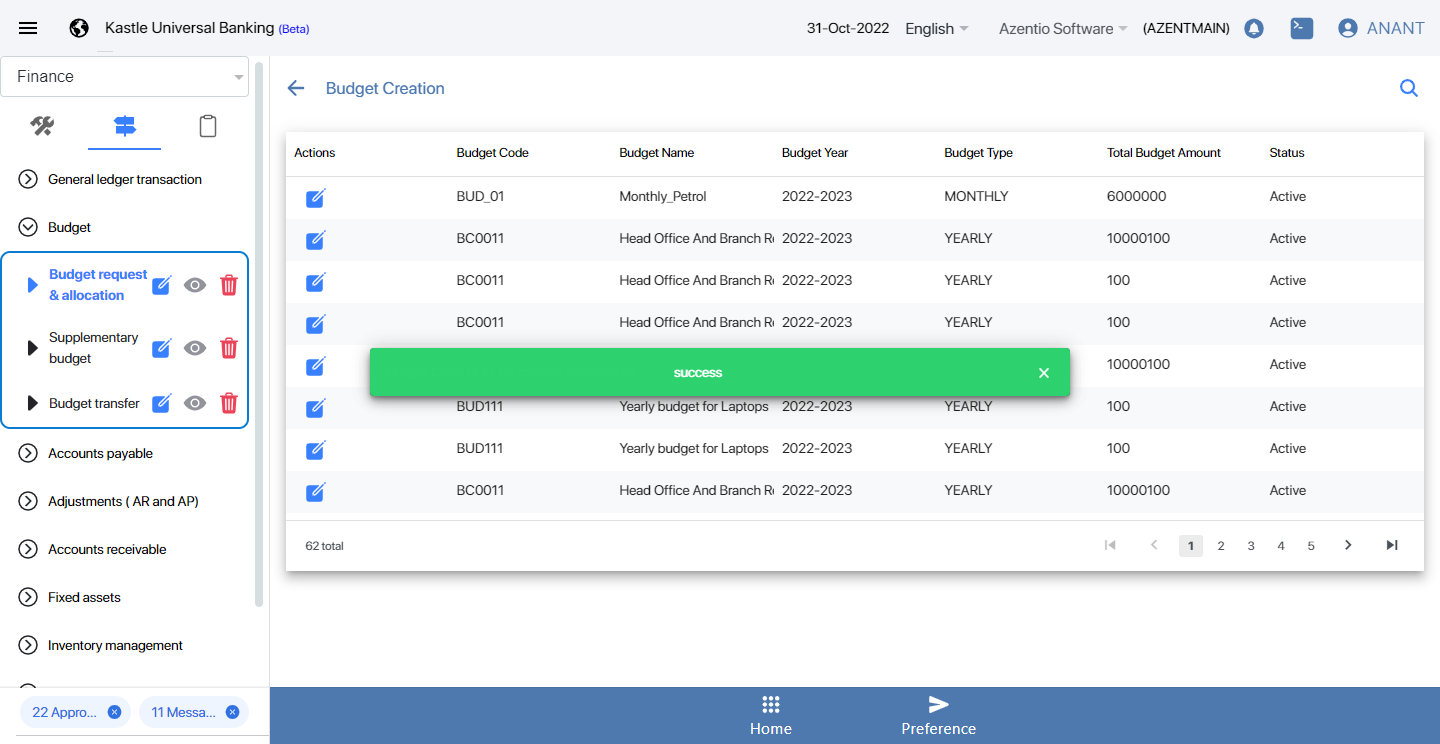 Kastle Universal Banking (Beta)
31-Oct-2022
English
Azentio Software
(AZENTMAIN)
ANANT
Finance
General ledger transaction
Budget
Budget request
& allocation
Supplementary
budget
Budget transfer
Accounts payable
Adjustments ( AR and AP)
Accounts receivable
Fixed assets
Inventory management
22 Appro...
11 Messa...
Budget Creation
Actions Budget Code Budget Name Budget Year Budget Type Total Budget Amount Status
BUD_01 Monthly_Petrol 2022-2023 MONTHLY 6000000 Active
BC0011 Head Office And Branch Re 2022-2023 YEARLY 10000100 Active
BC0011 Head Office And Branch Re 2022-2023 YEARLY 100 Active
BC0011 Head Office And Branch Re 2022-2023 YEARLY 100 Active
10000100 Active
success
BUD111 Yearly budget for Laptops 2022-2023 YEARLY 100 Active
BUD111 Yearly budget for Laptops 2022-2023 YEARLY 100 Active
BC0011 Head Office And Branch Re 2022-2023 YEARLY 10000100 Active
62 total
1 2 3 4 5
Home
Preference